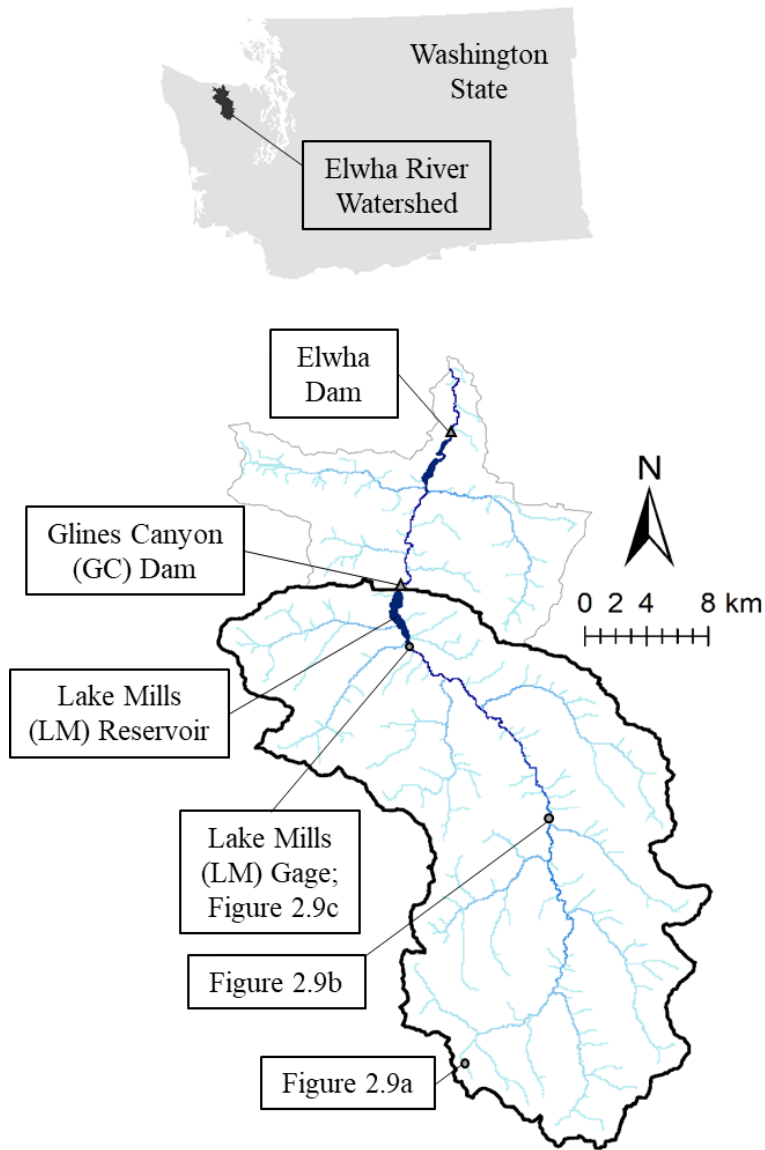 Washington
State
Elwha River
Watershed
Elwha
Dam
N
Glines Canyon
(GC) Dam
0 2 4 8 km
Lake Mills
(LM) Reservoir
Lake Mills
(LM) Gage;
Figure 2.9c
Figure 2.9b
Figure 2.9a